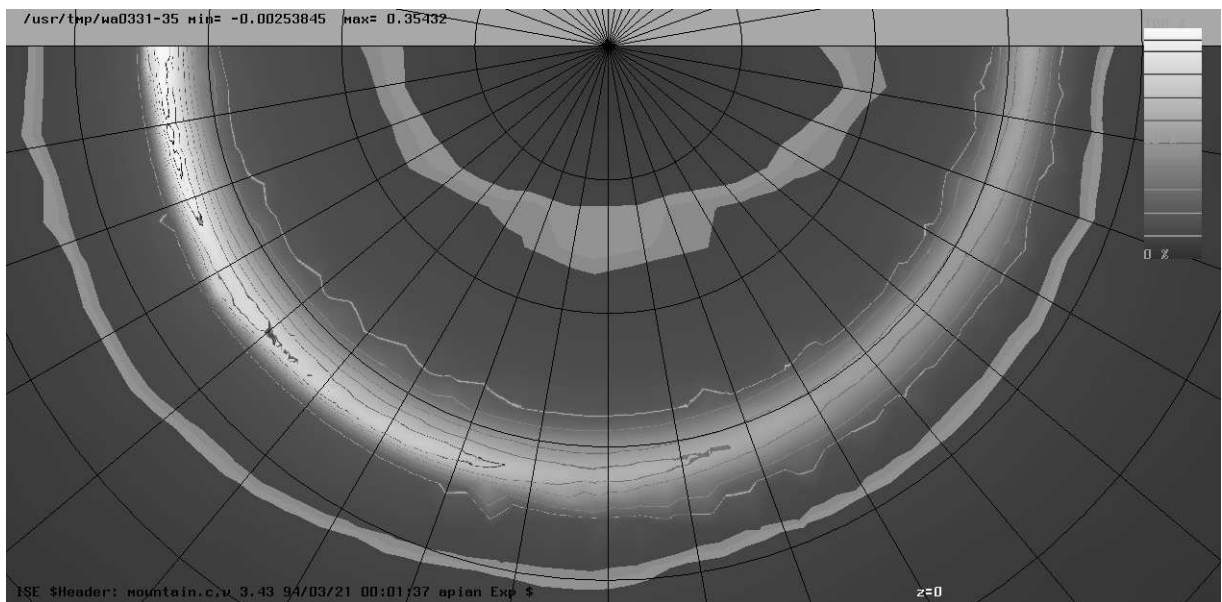 /usr/tmp/wa0331-35 min= -0.00253845 max= 0.35432
0 %
ISE $Header: mountain.c,v 3.43 94/03/21 00:01:37 apian Exp $
z=0